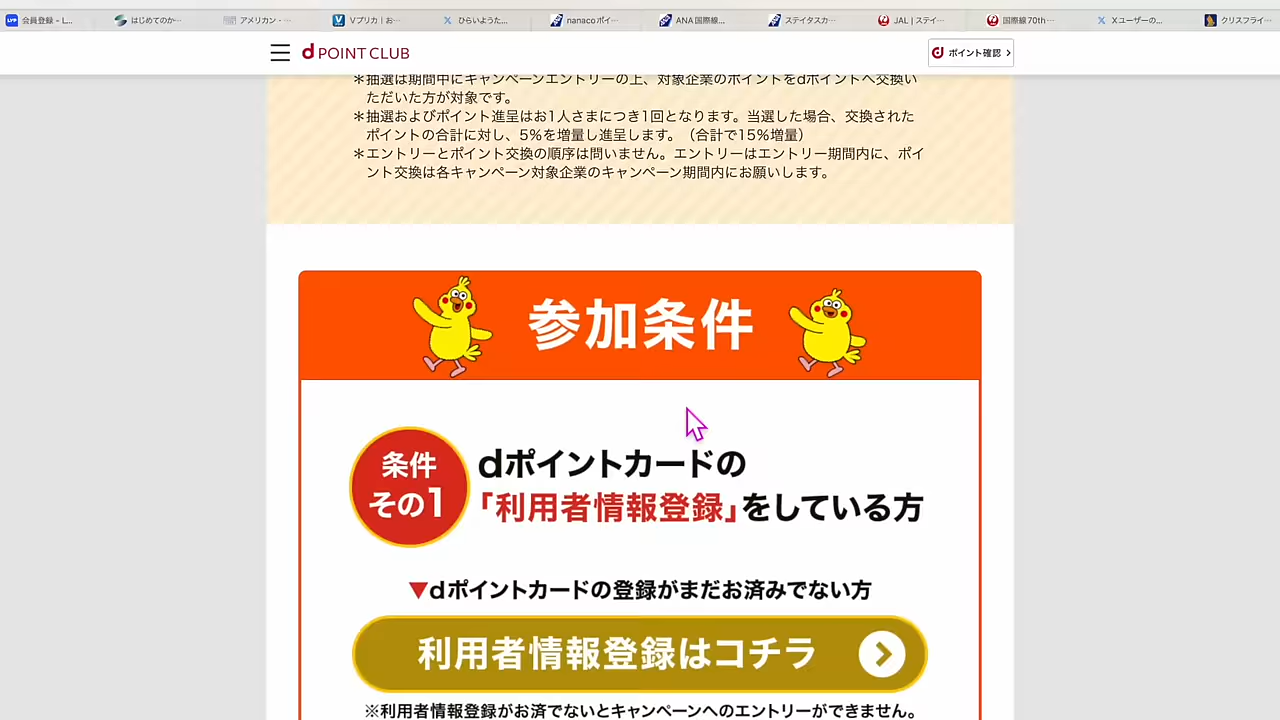 会員登録 - L...
はじめてのか…
アメリカン・…
Vプリカ｜お…
ひらいようた…
nanacoポイ…
ANA国際線…
ステイタスカ…
JAL｜ステイ…
国際線70th…
Xユーザーの…
クリスフライ…
d POINT CLUB
ポイント確認
＊抽選は期間中にキャンペーンエントリーの上、対象企業のポイントをdポイントへ交換い
ただいた方が対象です。
＊抽選およびポイント進呈はお1人さまにつき1回となります。当選した場合、交換された
ポイントの合計に対し、5％を増量し進呈します。（合計で15％増量）
＊エントリーとポイント交換の順序は問いません。エントリーはエントリー期間内に、ポイ
ント交換は各キャンペーン対象企業のキャンペーン期間内にお願いします。
参加条件
条件
その1
dポイントカードの
「利用者情報登録」をしている方
▼dポイントカードの登録がまだお済みでない方
利用者情報登録はコチラ
※利用者情報登録がお済でないとキャンペーンへのエントリーができません。